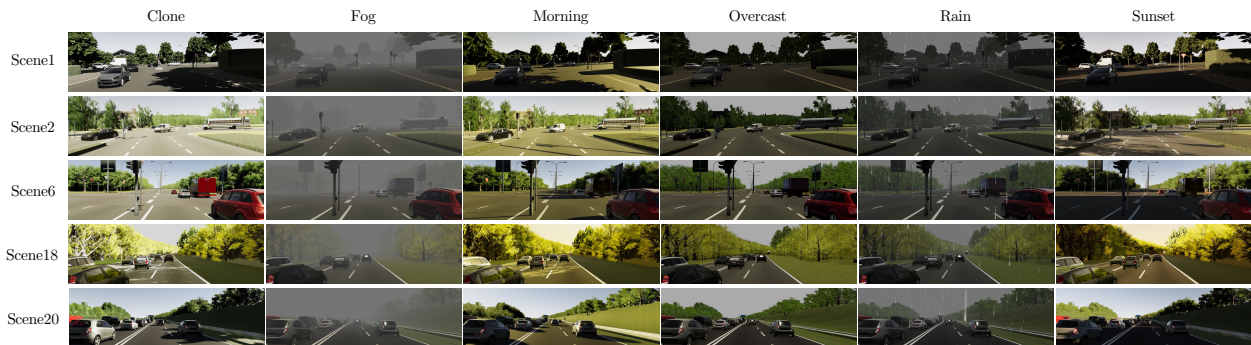 Clone Fog Morning Overcast Rain Sunset
Scene1
Scene2
Scene6
Scene18
Scene20